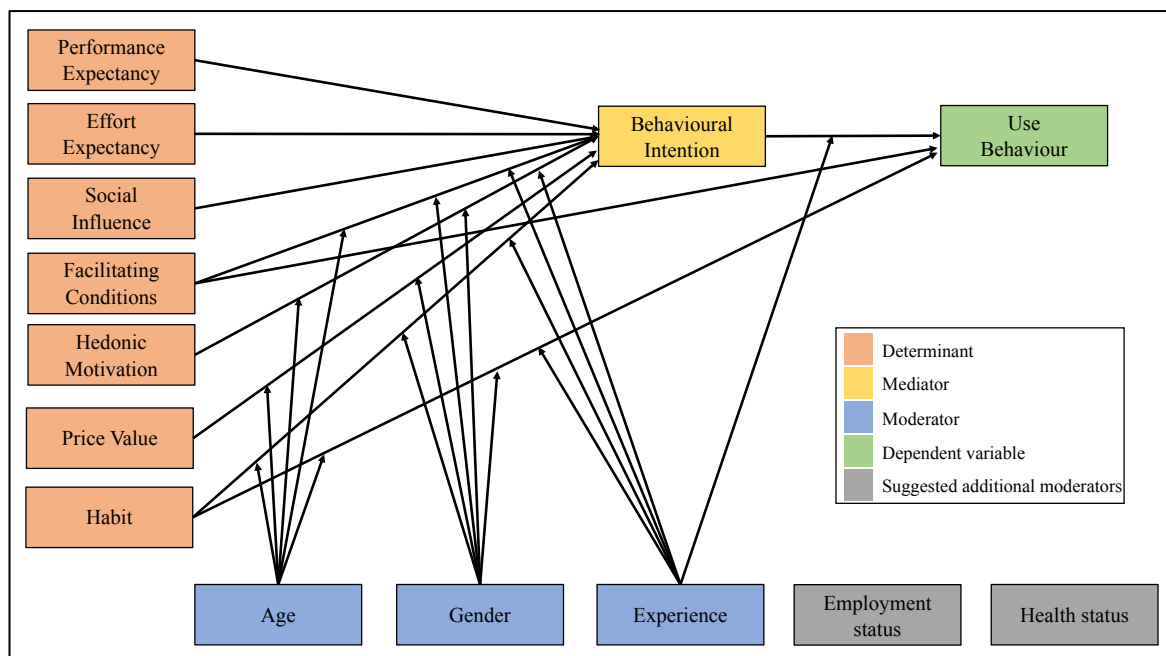 Performance
Expectancy
Effort
Expectancy
Social
Influence
Facilitating
Conditions
Hedonic
Motivation
Price Value
Habit
Behavioural
Intention
Use
Behaviour
Determinant
Mediator
Moderator
Dependent variable
Suggested additional moderators
Age
Gender
Experience
Employment
status
Health status